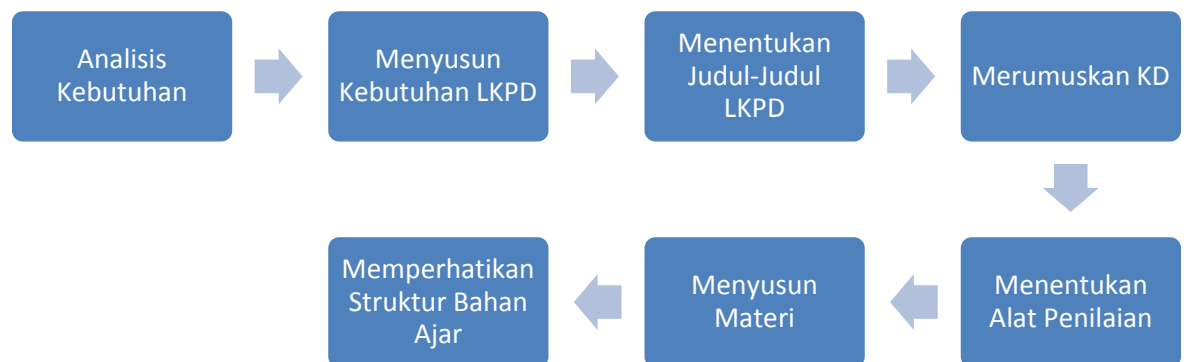 Analisis
Kebutuhan
Menyusun
Kebutuhan LKPD
Menentukan
Judul-Judul
LKPD
Merumuskan KD
Menentukan
Alat Penilaian
Menyusun
Materi
Memperhatikan
Struktur Bahan
Ajar